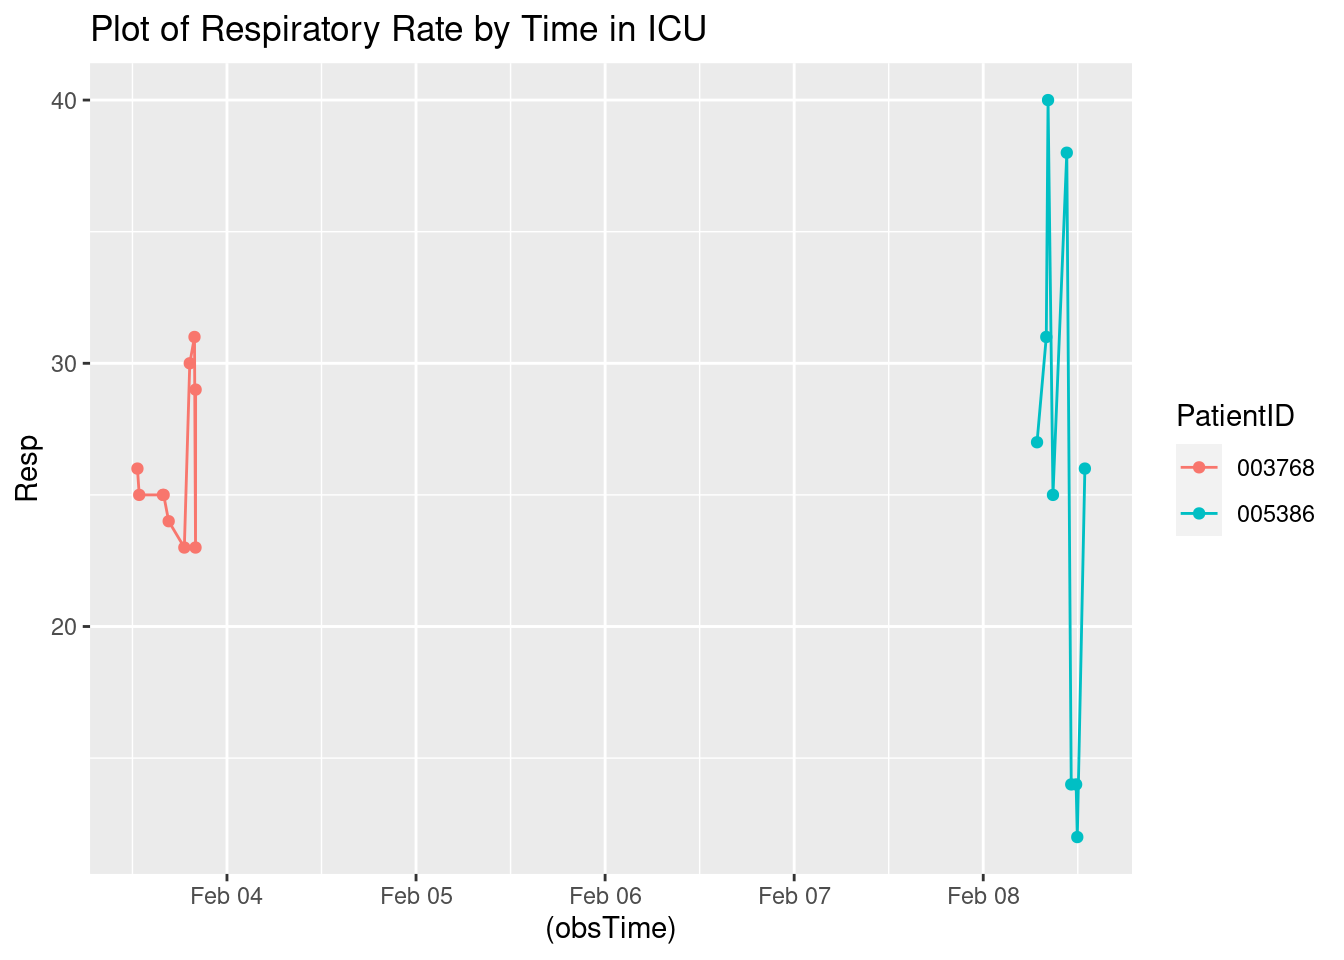 Plot of Respiratory Rate by Time in ICU
40
30
20
Resp
Feb 04
Feb 05
Feb 06
Feb 07
Feb 08
(obsTime)
PatientID
003768
005386